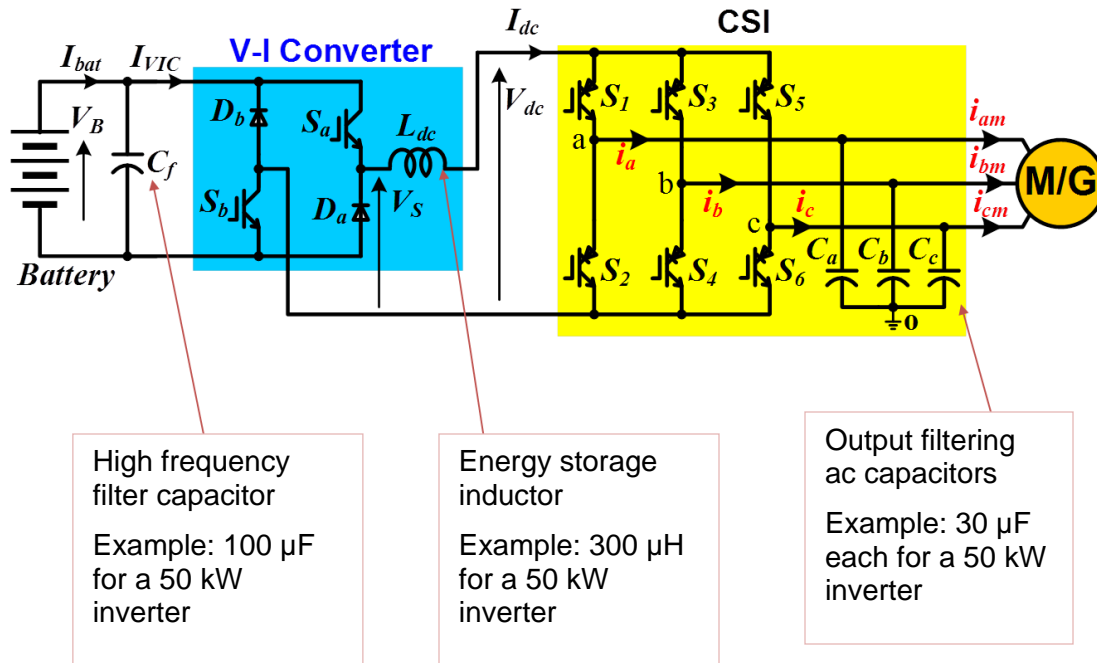 I_dc
CSI
V-I Converter
I_bat
I_VIC
V_dc
D_b
S_a
L_dc
S_1
S_3
S_5
V_B
C_f
a
i_a
i_am
b
i_b
i_bm
M/G
S_b
D_a
V_S
c
i_c
i_cm
Battery
S_2
S_4
S_6
C_a
C_b
C_c
o
High frequency
filter capacitor
Example: 100 µF
for a 50 kW
inverter
Energy storage
inductor
Example: 300 µH
for a 50 kW
inverter
Output filtering
ac capacitors
Example: 30 µF
each for a 50 kW
inverter